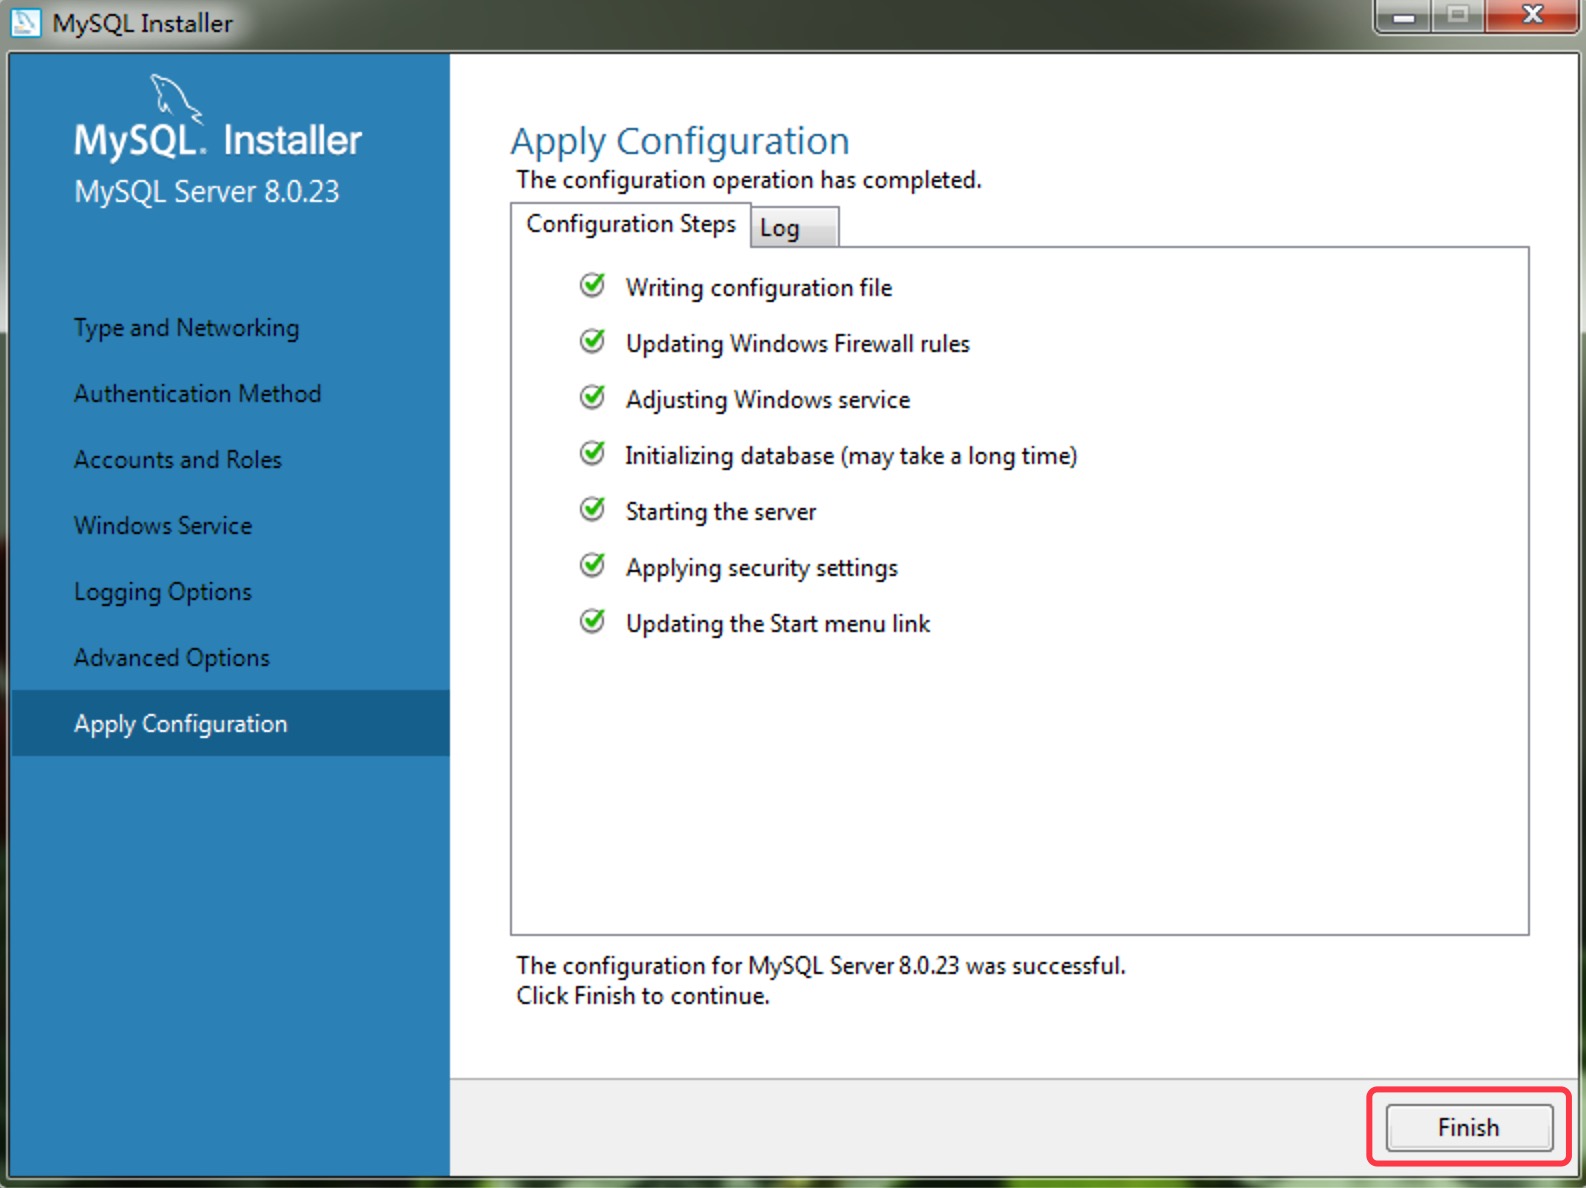 MySQL Installer
MySQL. Installer
MySQL Server 8.0.23
Type and Networking
Authentication Method
Accounts and Roles
Windows Service
Logging Options
Advanced Options
Apply Configuration
Apply Configuration
The configuration operation has completed.
Configuration Steps
Log
Writing configuration file
Updating Windows Firewall rules
Adjusting Windows service
Initializing database (may take a long time)
Starting the server
Applying security settings
Updating the Start menu link
The configuration for MySQL Server 8.0.23 was successful.
Click Finish to continue.
Finish